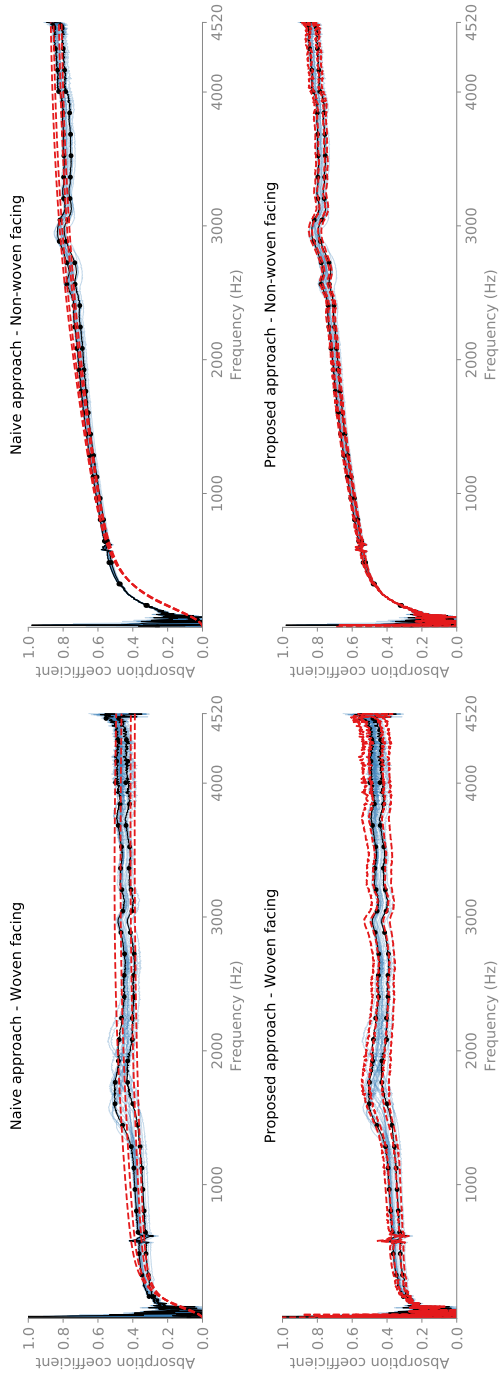 Naive approach - Woven facing
Absorption coefficient
1.0
0.8
0.6
0.4
0.2
0.0
1000 2000 3000 4000 4520
Frequency (Hz)
Naive approach - Non-woven facing
Absorption coefficient
1.0
0.8
0.6
0.4
0.2
0.0
1000 2000 3000 4000 4520
Frequency (Hz)
Proposed approach - Woven facing
Absorption coefficient
1.0
0.8
0.6
0.4
0.2
0.0
1000 2000 3000 4000 4520
Frequency (Hz)
Proposed approach - Non-woven facing
Absorption coefficient
1.0
0.8
0.6
0.4
0.2
0.0
1000 2000 3000 4000 4520
Frequency (Hz)